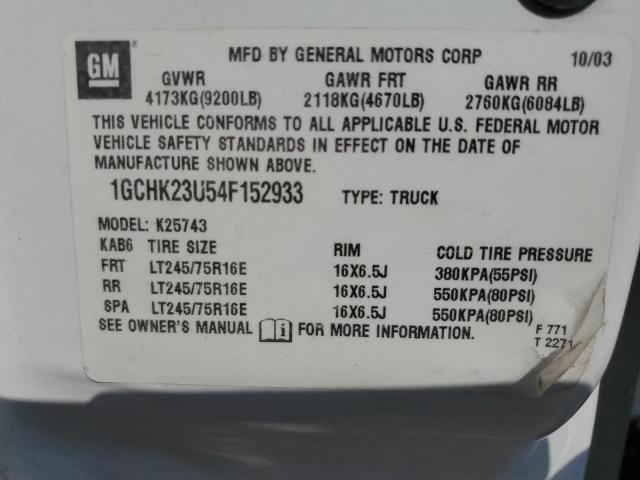 GM ®
MFD BY GENERAL MOTORS CORP 10/03
GVWR GAWR FRT GAWR RR
4173KG(9200LB) 2118KG(4670LB) 2760KG(6084LB)
THIS VEHICLE CONFORMS TO ALL APPLICABLE U.S. FEDERAL MOTOR
VEHICLE SAFETY STANDARDS IN EFFECT ON THE DATE OF
MANUFACTURE SHOWN ABOVE.
1GCHK23U54F152933 TYPE: TRUCK
MODEL: K25743
KAB6 TIRE SIZE RIM COLD TIRE PRESSURE
FRT LT245/75R16E 16X6.5J 380KPA(55PSI)
RR LT245/75R16E 16X6.5J 550KPA(80PSI)
SPA LT245/75R16E 16X6.5J 550KPA(80PSI)
SEE OWNER'S MANUAL i FOR MORE INFORMATION.
F 771
T 2271